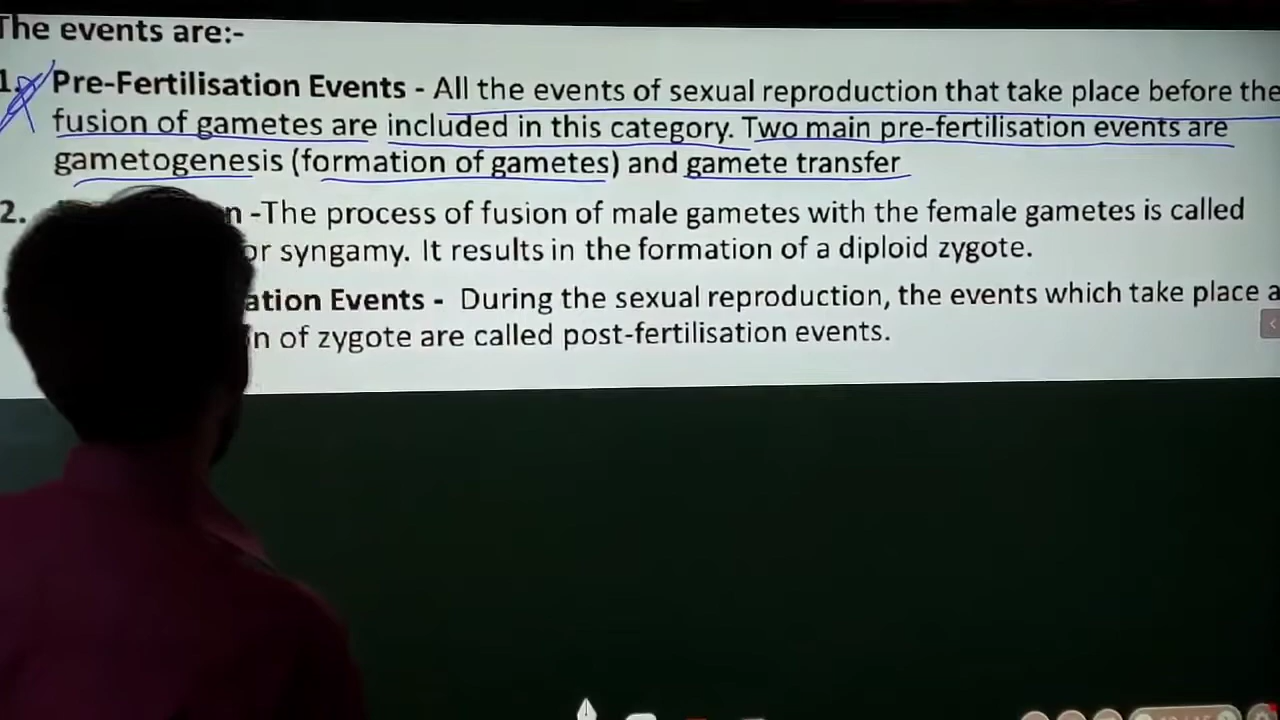 The events are:-
1. Pre-Fertilisation Events - All the events of sexual reproduction that take place before the
fusion of gametes are included in this category. Two main pre-fertilisation events are
gametogenesis (formation of gametes) and gamete transfer
2. -The process of fusion of male gametes with the female gametes is called
or syngamy. It results in the formation of a diploid zygote.
Events - During the sexual reproduction, the events which take place
of zygote are called post-fertilisation events.